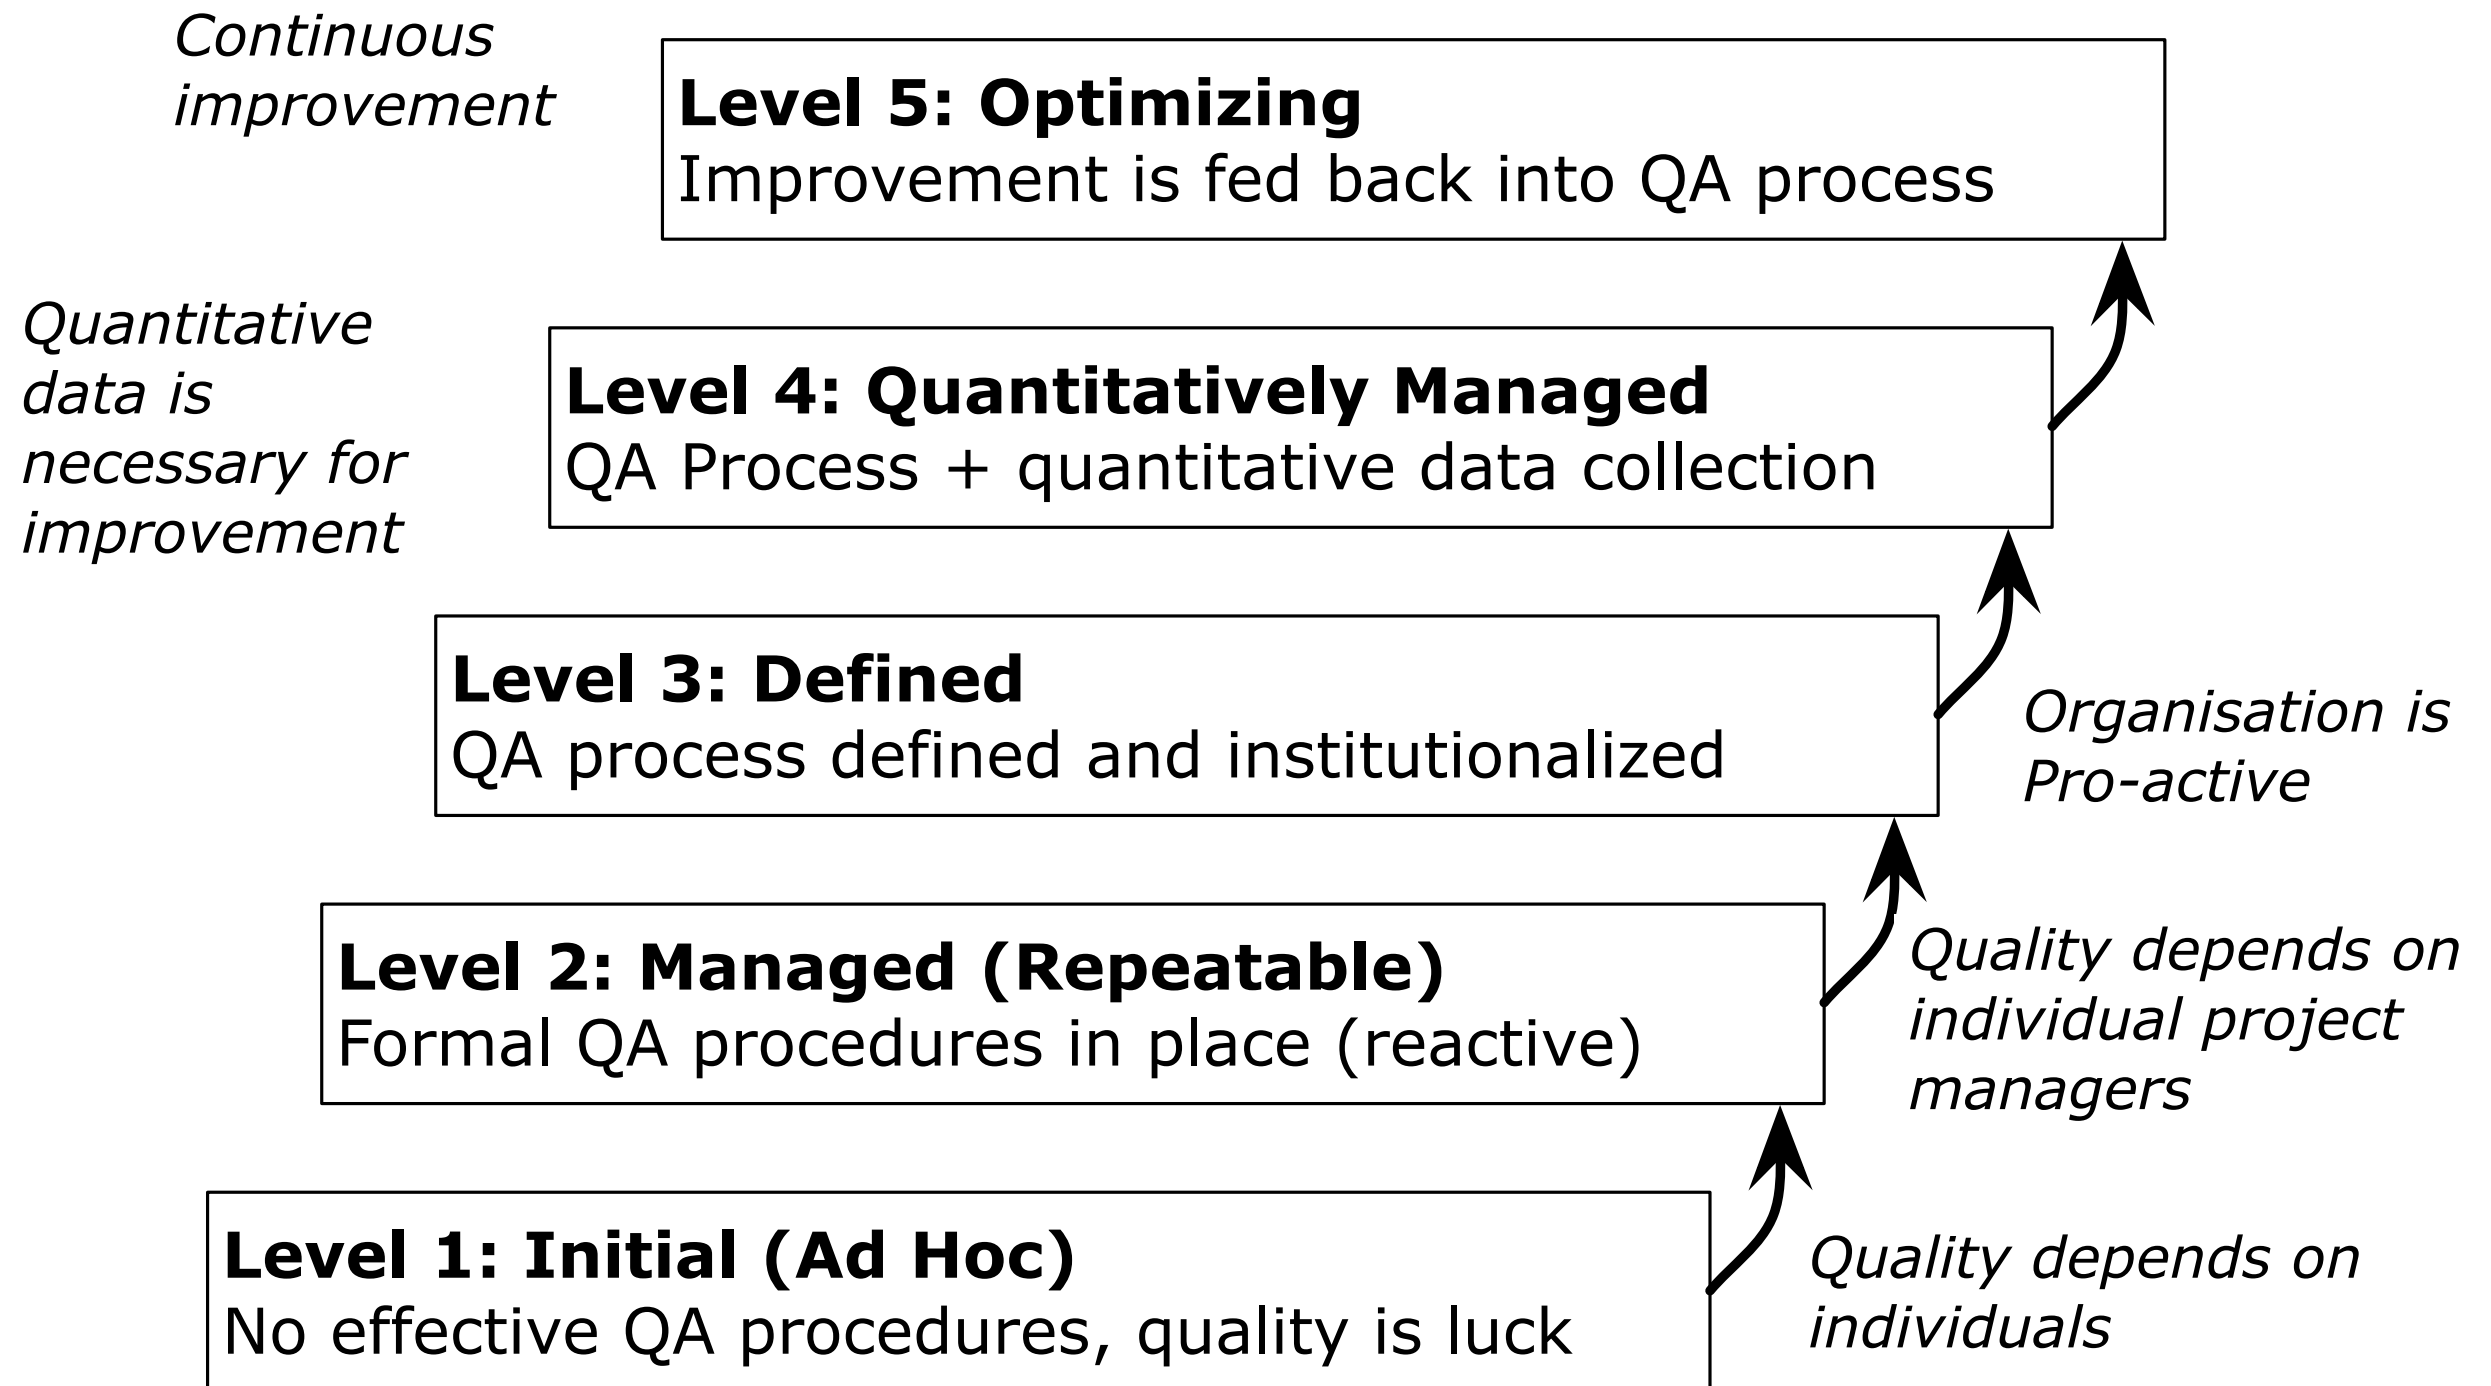 Continuous
improvement
Level 5: Optimizing
Improvement is fed back into QA process
Quantitative
data is
necessary for
improvement
Level 4: Quantitatively Managed
QA Process + quantitative data collection
Level 3: Defined
QA process defined and institutionalized
Organisation is
Pro-active
Level 2: Managed (Repeatable)
Formal QA procedures in place (reactive)
Quality depends on
individual project
managers
Level 1: Initial (Ad Hoc)
No effective QA procedures, quality is luck
Quality depends on
individuals